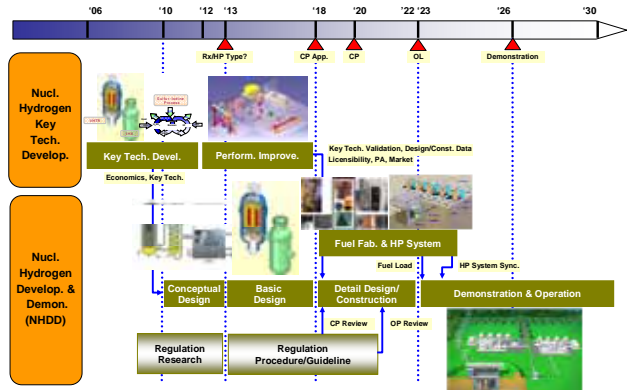 '06
'10
'12
'13
'18
'20
'22
'23
'26
'30
Rx/HP Type?
CP App.
CP
OL
Demonstration
Nucl.
Hydrogen
Key
Tech.
Develop.
Key Tech. Devel.
Perform. Improve.
Key Tech. Validation, Design/Const. Data
Licensibility, PA, Market
Economics, Key Tech.
Fuel Fab. & HP System
Nucl.
Hydrogen
Develop. &
Demon.
(NHDD)
Fuel Load
HP System Sync.
Conceptual
Design
Basic
Design
Detail Design/
Construction
Demonstration & Operation
CP Review
OP Review
Regulation
Research
Regulation
Procedure/Guideline